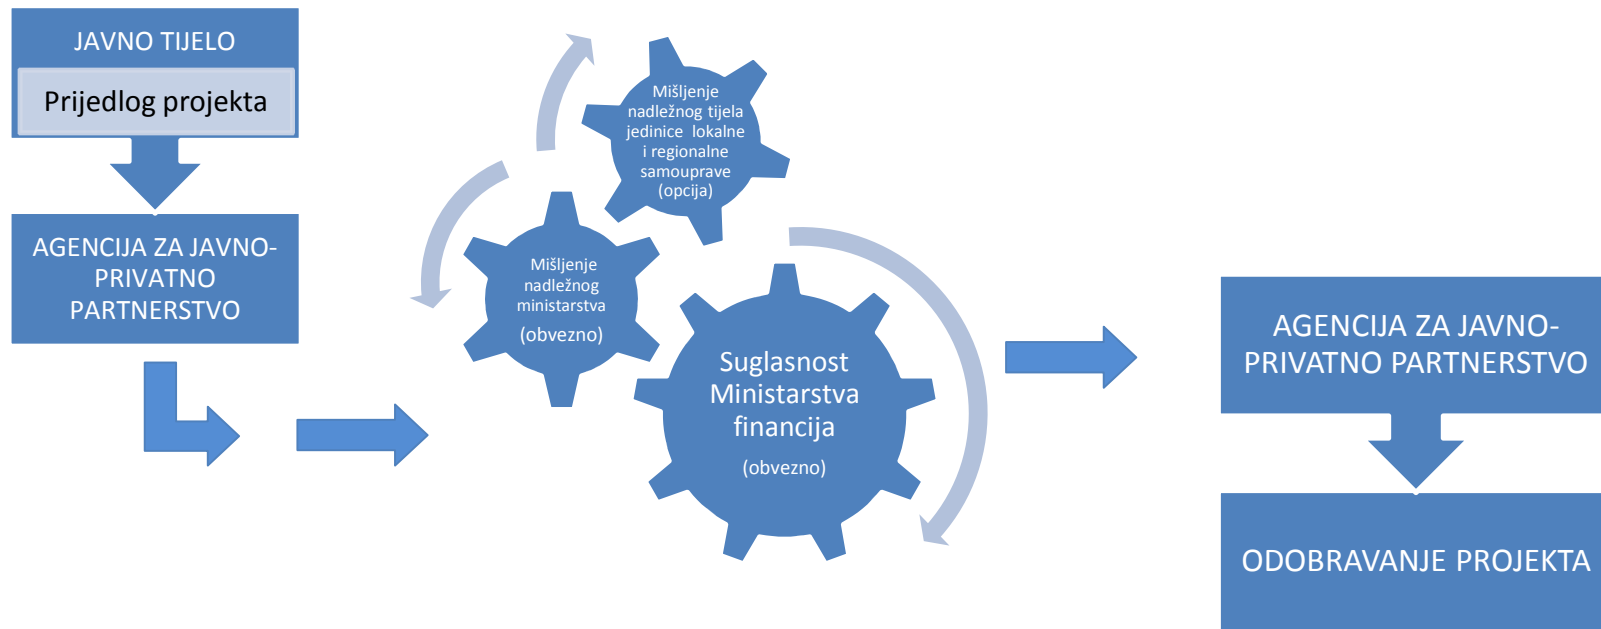 JAVNO TIJELO
Prijedlog projekta
AGENCIJA ZA JAVNO-
PRIVATNO
PARTNERSTVO
Mišljenje
nadležnog tijela
jedinice lokalne
i regionalne
samouprave
(opcija)
Mišljenje
nadležnog
ministarstva
(obvezno)
Suglasnost
Ministarstva
financija
(obvezno)
AGENCIJA ZA JAVNO-
PRIVATNO PARTNERSTVO
ODOBRAVANJE PROJEKTA